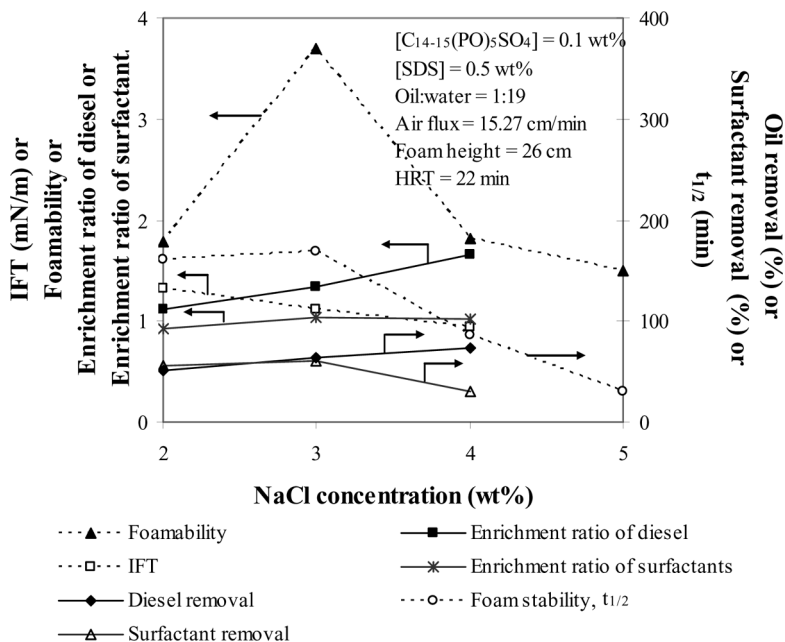 IFT (mN/m) or
Foamability or
Enrichment ratio of diesel or
Enrichment ratio of surfactant.
4
3
2
1
0
[C14-15(PO)5SO4] = 0.1 wt%
[SDS] = 0.5 wt%
Oil:water = 1:19
Air flux = 15.27 cm/min
Foam height = 26 cm
HRT = 22 min
400
300
200
100
0
Oil removal (%) or
Surfactant removal (%) or
t1/2 (min)
2 3 4 5
NaCl concentration (wt%)
Foamability
Enrichment ratio of diesel
IFT
Enrichment ratio of surfactants
Diesel removal
Foam stability, t1/2
Surfactant removal